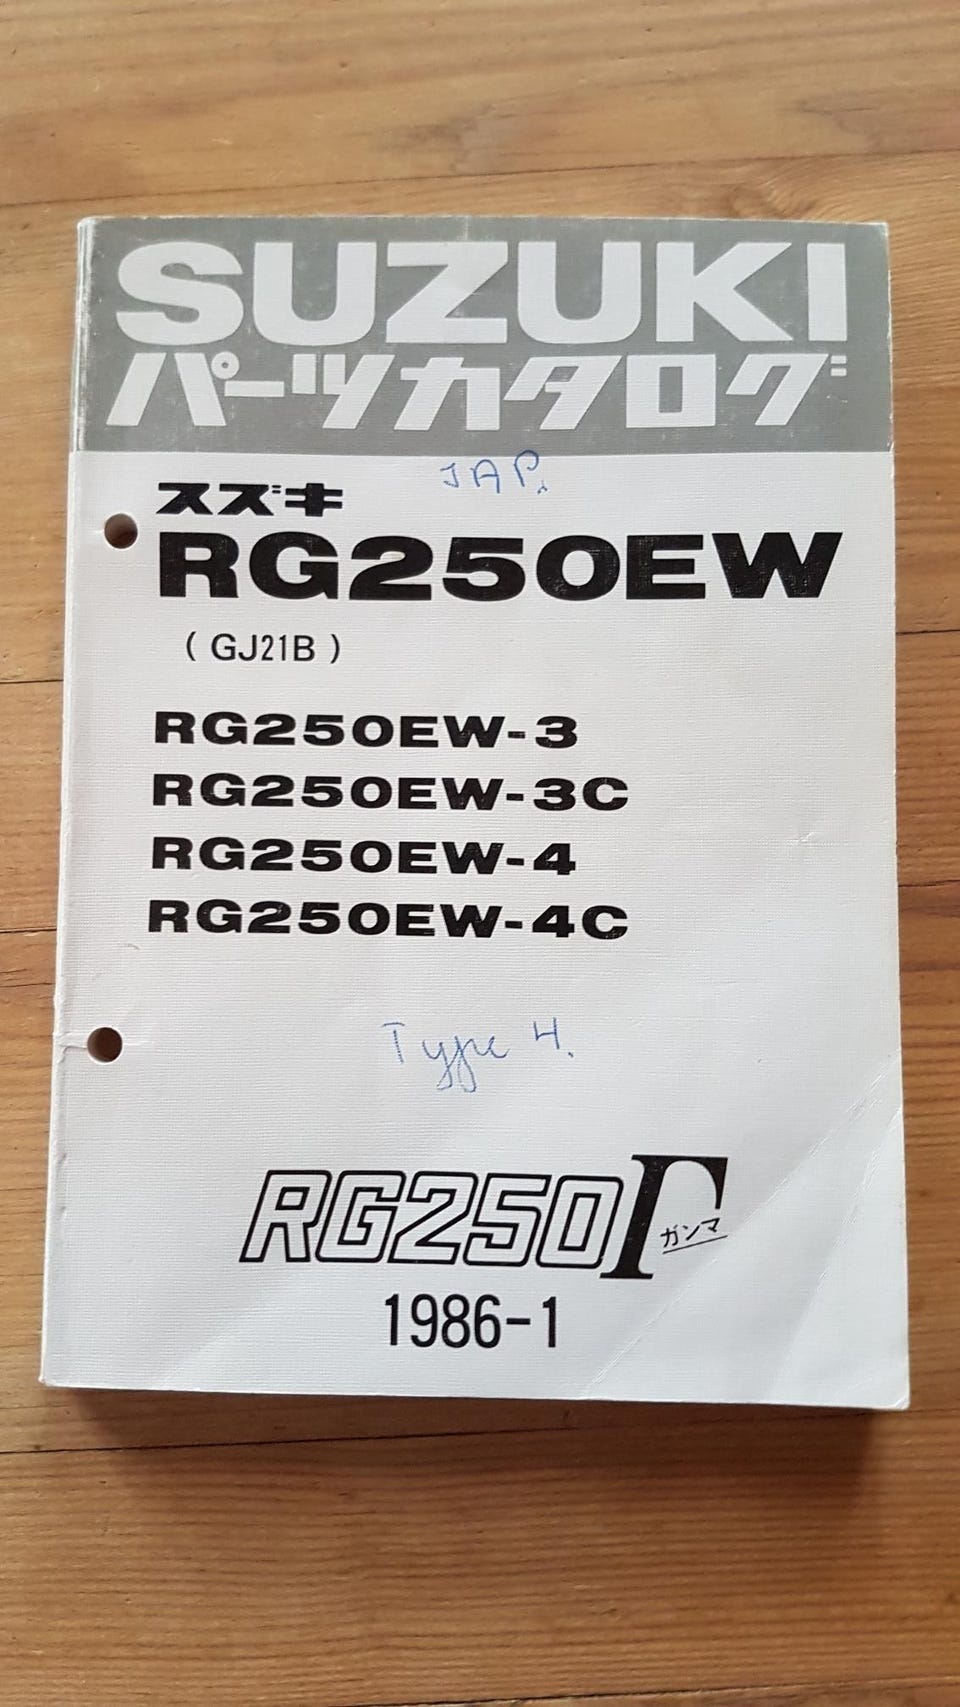 SUZUKI
パーツカタログ
JAP.
スズキ
RG250EW
( GJ21B )
RG250EW-3
RG250EW-3C
RG250EW-4
RG250EW-4C
Type 4.
RG250Γ ガンマ
1986-1